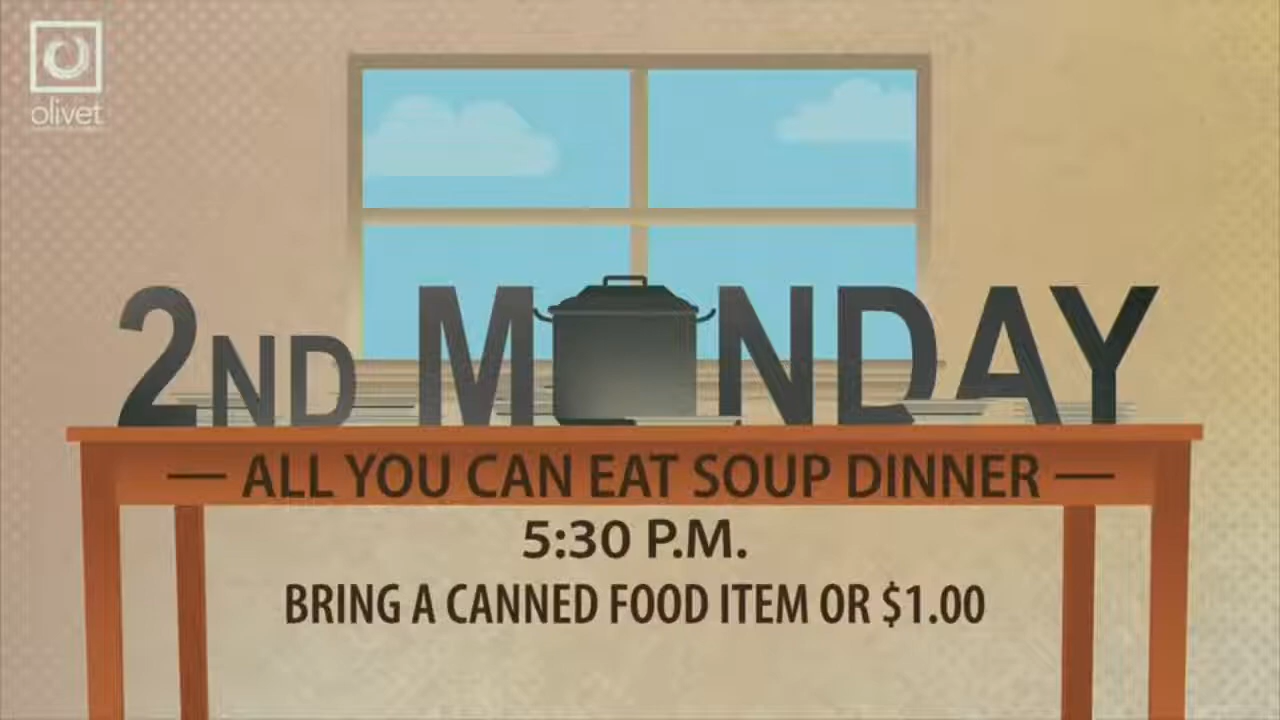 olivet
2ND MONDAY
— ALL YOU CAN EAT SOUP DINNER —
5:30 P.M.
BRING A CANNED FOOD ITEM OR $1.00